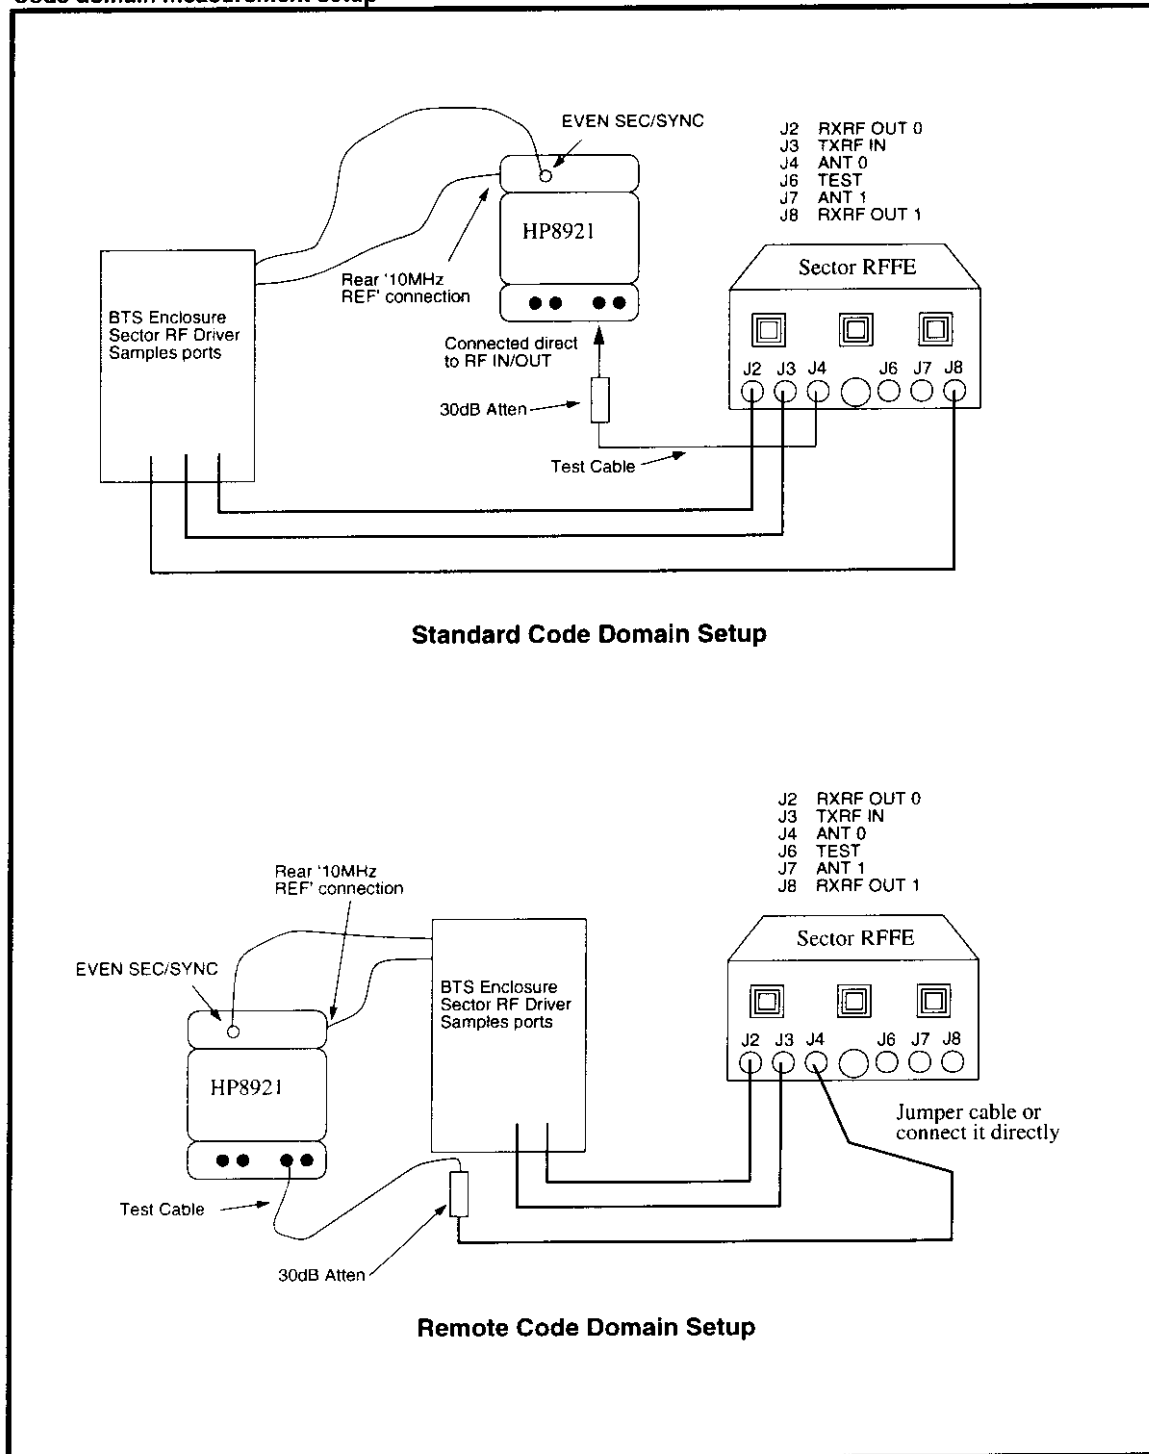 Code domain measurement setup
EVEN SEC/SYNC
J2 RXRF OUT 0
J3 TXRF IN
J4 ANT 0
J6 TEST
J7 ANT 1
J8 RXRF OUT 1
HP8921
Sector RFFE
Rear '10MHz
REF' connection
BTS Enclosure
Sector RF Driver
Samples ports
Connected direct
to RF IN/OUT
J2 J3 J4 J6 J7 J8
30dB Atten
Test Cable
Standard Code Domain Setup
J2 RXRF OUT 0
J3 TXRF IN
J4 ANT 0
J6 TEST
J7 ANT 1
J8 RXRF OUT 1
Rear '10MHz
REF' connection
Sector RFFE
EVEN SEC/SYNC
BTS Enclosure
Sector RF Driver
Samples ports
J2 J3 J4 J6 J7 J8
HP8921
Jumper cable or
connect it directly
Test Cable
30dB Atten
Remote Code Domain Setup